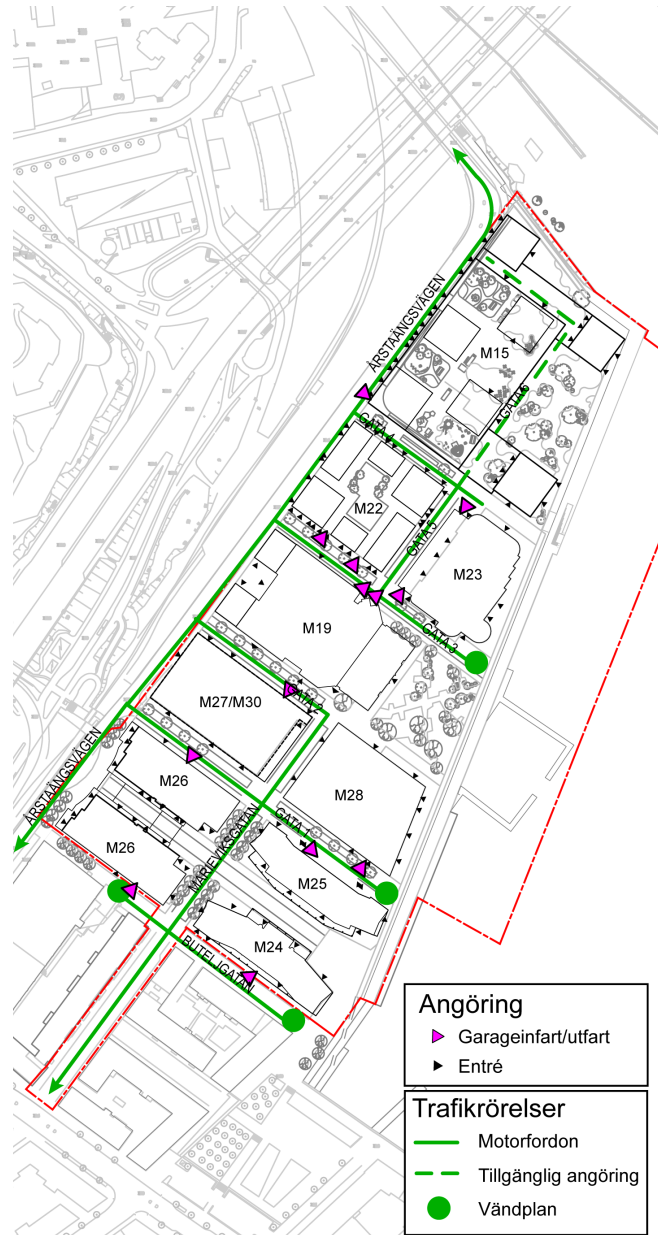 ÅRSTAÄNGSVÄGEN
M15
GATA 6
GATA 4
M22
GATA 5
M23
M19
GATA 3
M27/M30
GATA 2
ÅRSTAÄNGSVÄGEN
M26
MARIEVIKSGATAN
GATA 1
M28
M26
M25
M24
BUTELJGATAN
Angöring
Garageinfart/utfart
Entré
Trafikrörelser
Motorfordon
Tillgänglig angöring
Vändplan